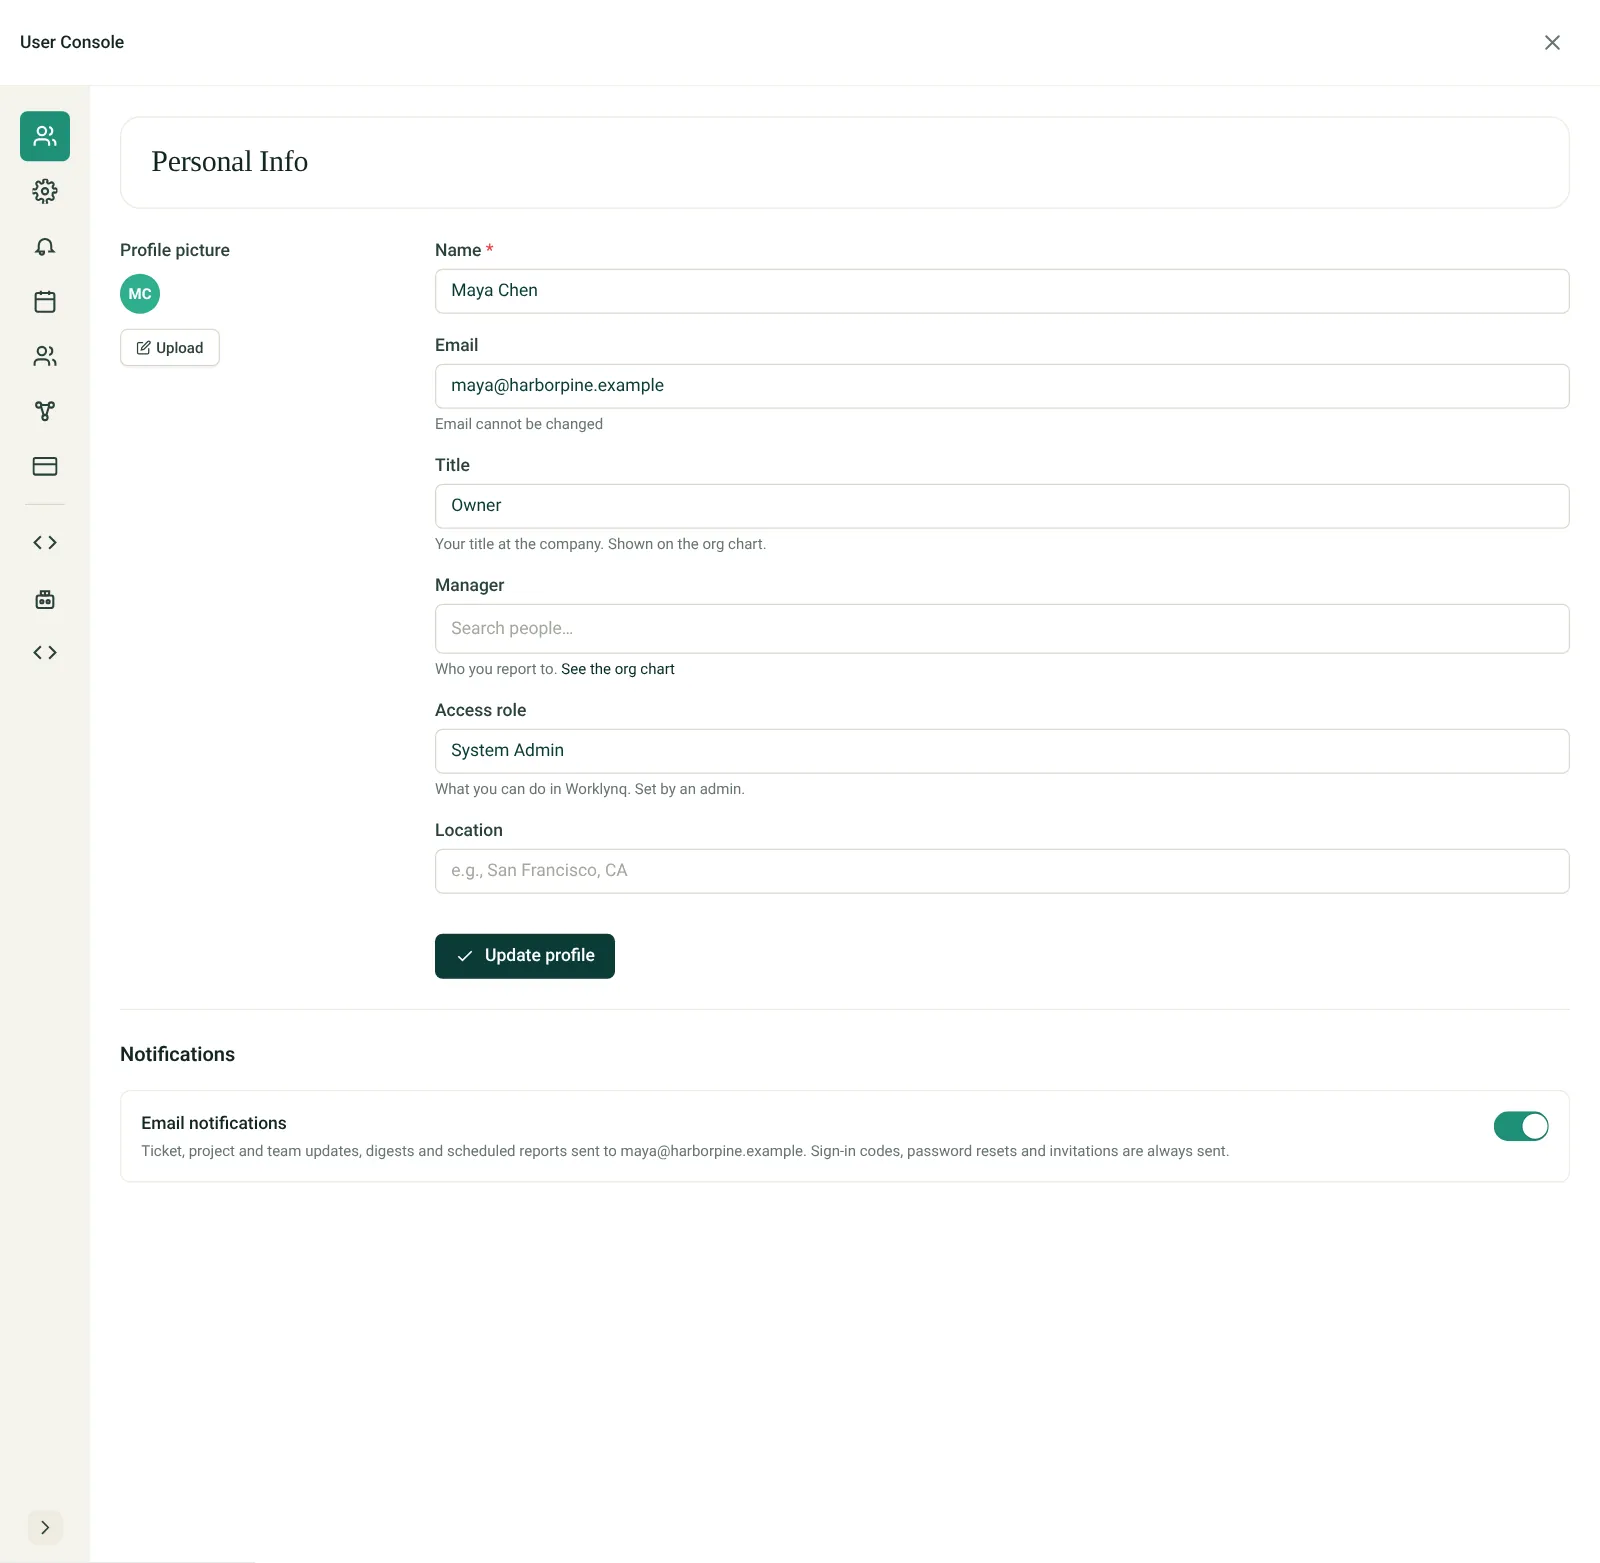 User Console
Personal Info
Profile picture
MC
Upload
Name *
Maya Chen
Email
maya@harborpine.example
Email cannot be changed
Title
Owner
Your title at the company. Shown on the org chart.
Manager
Search people...
Who you report to. See the org chart
Access role
System Admin
What you can do in Worklynq. Set by an admin.
Location
e.g., San Francisco, CA
Update profile
Notifications
Email notifications
Ticket, project and team updates, digests and scheduled reports sent to maya@harborpine.example. Sign-in codes, password resets and invitations are always sent.